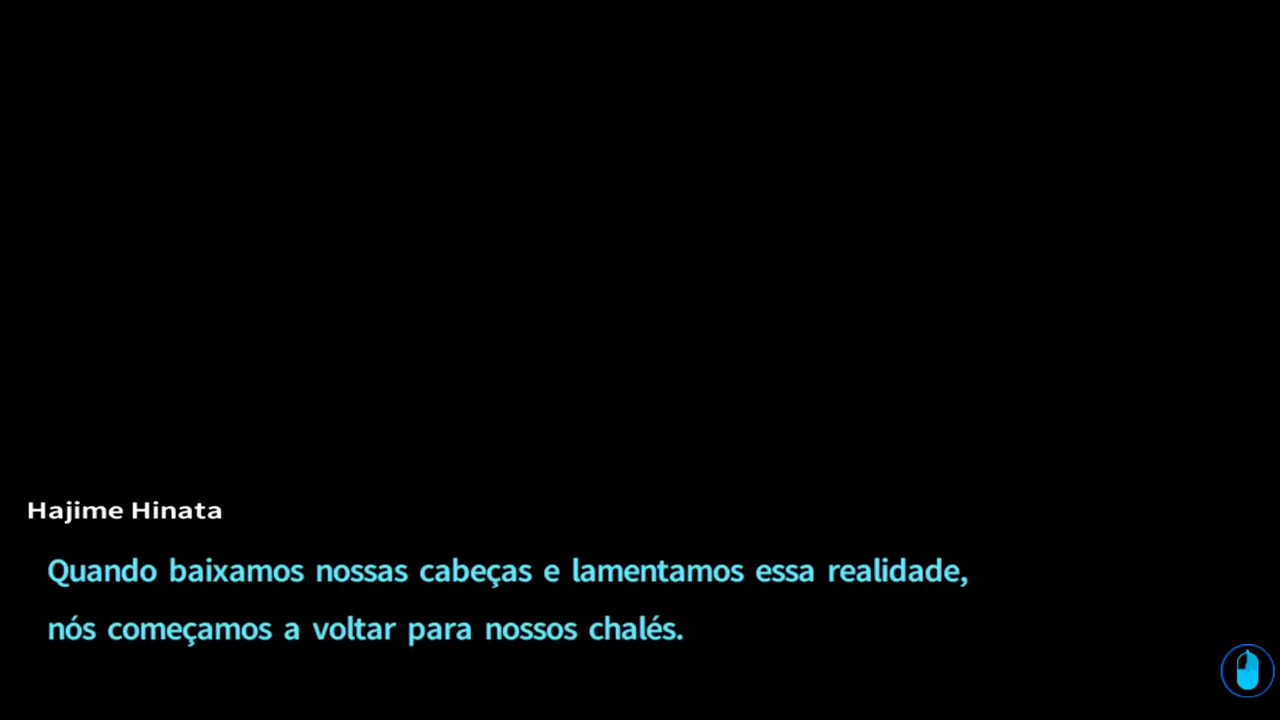 Hajime Hinata
Quando baixamos nossas cabeças e lamentamos essa realidade,
nós começamos a voltar para nossos chalés.